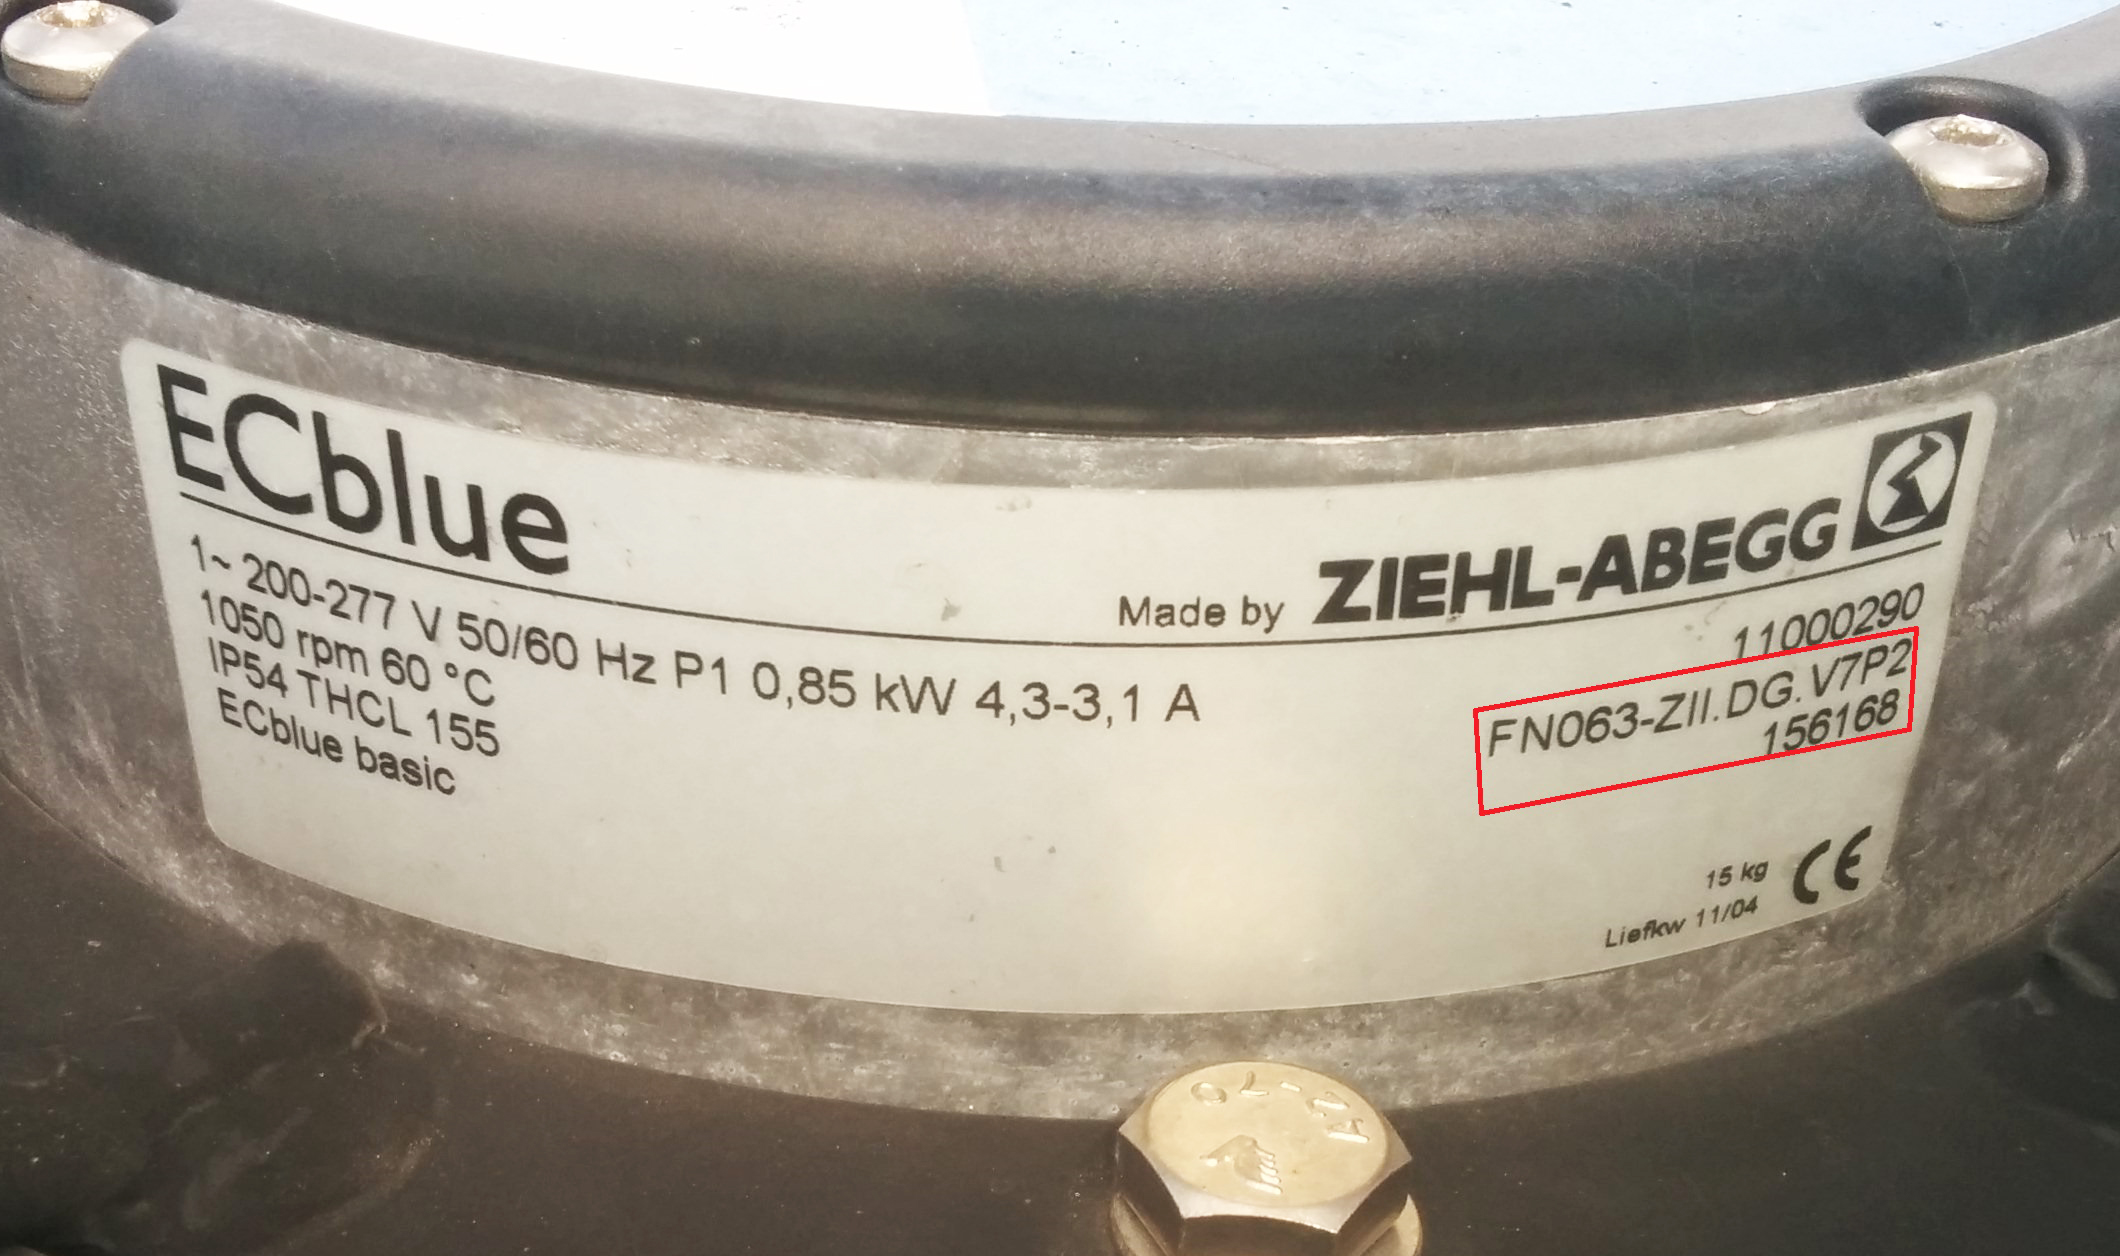 ECblue
Made by ZIEHL-ABEGG
1~ 200-277 V 50/60 Hz P1 0,85 kW 4,3-3,1 A
1050 rpm 60 °C
IP54 THCL 155
ECblue basic
11000290
FN063-ZII.DG.V7P2
156168
15 kg
CE
Liefkw 11/04
A2-70